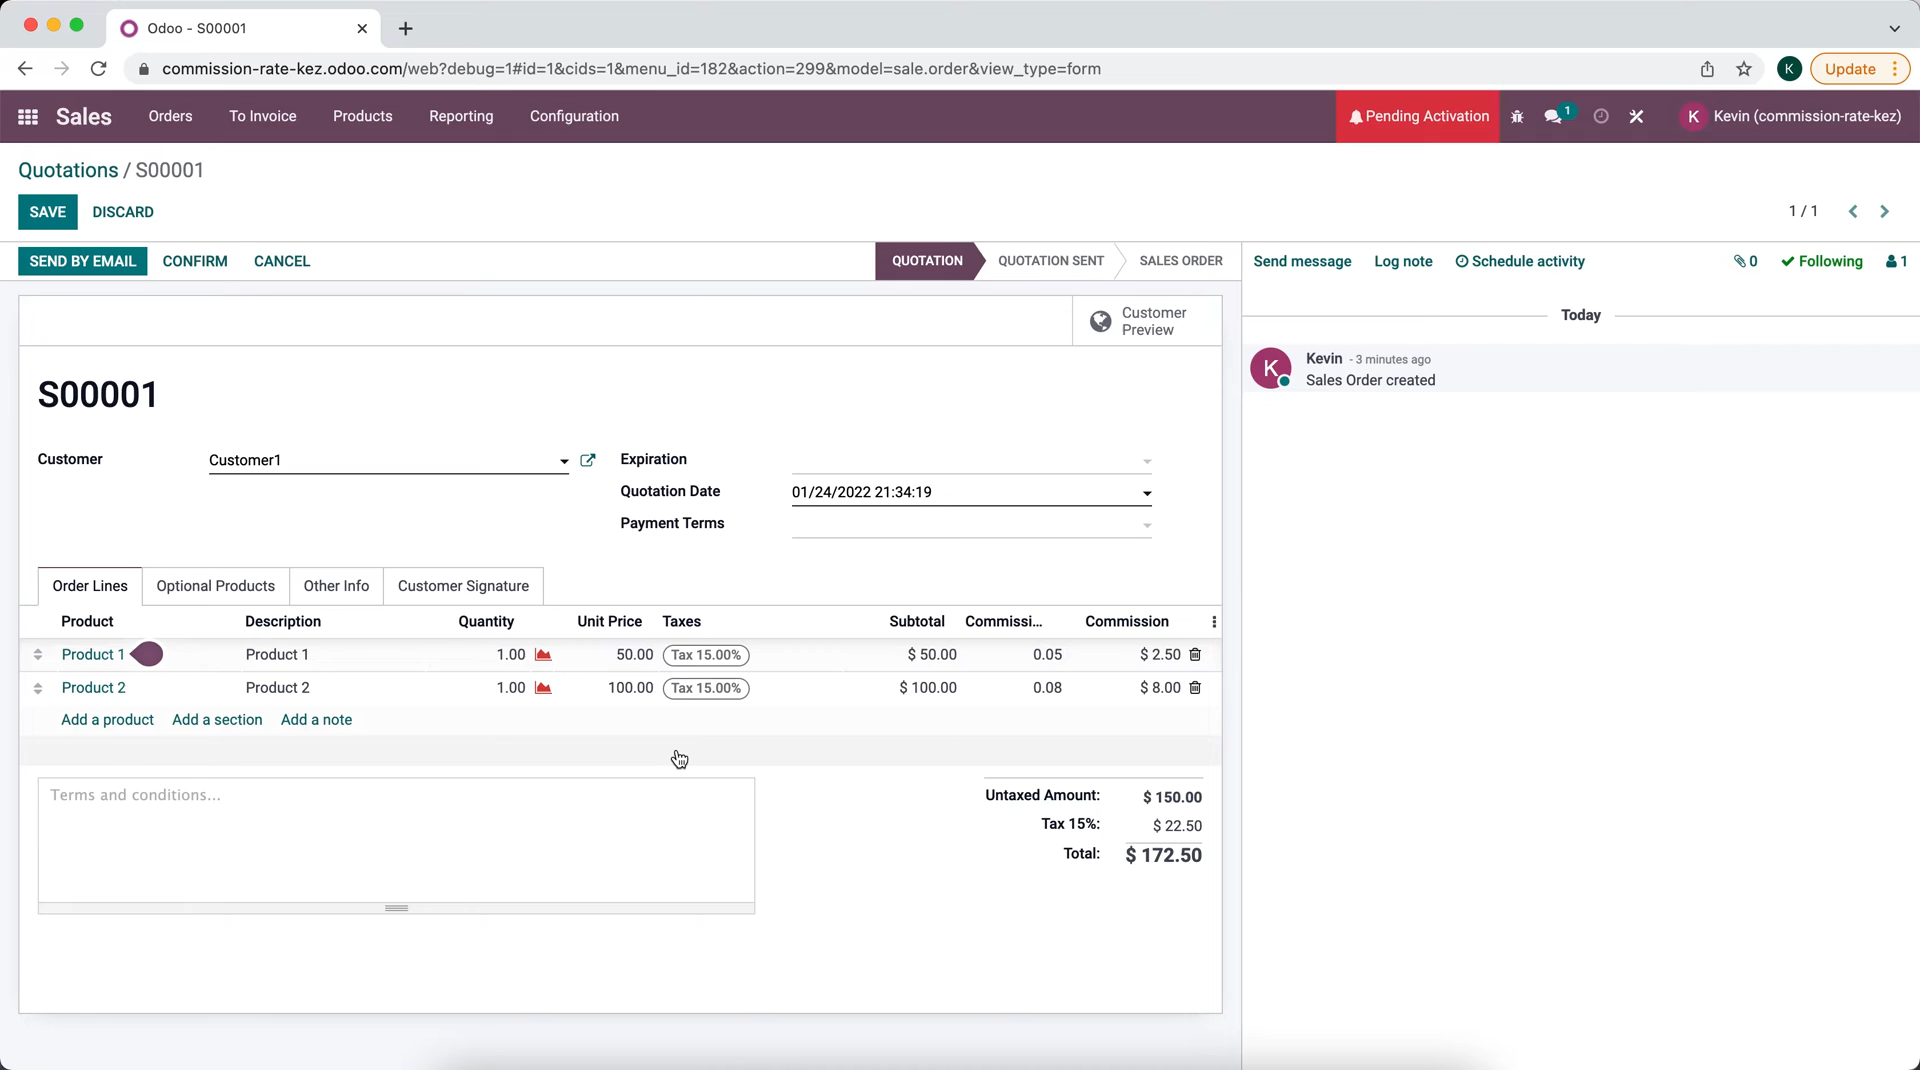 Odoo - S00001
commission-rate-kez.odoo.com/web?debug=1#id=1&cids=1&menu_id=182&action=299&model=sale.order&view_type=form
K
Update
Sales
Orders
To Invoice
Products
Reporting
Configuration
Pending Activation
1
K
Kevin (commission-rate-kez)
Quotations / S00001
SAVE
DISCARD
1 / 1
SEND BY EMAIL
CONFIRM
CANCEL
QUOTATION
QUOTATION SENT
SALES ORDER
Send message
Log note
Schedule activity
0
Following
1
Customer
Preview
Today
K
Kevin - 3 minutes ago
Sales Order created
S00001
Customer
Customer1
Expiration
Quotation Date
01/24/2022 21:34:19
Payment Terms
Order Lines
Optional Products
Other Info
Customer Signature
Product Description Quantity Unit Price Taxes Subtotal Commissi... Commission
Product 1 Product 1 1.00 50.00 Tax 15.00% $ 50.00 0.05 $ 2.50
Product 2 Product 2 1.00 100.00 Tax 15.00% $ 100.00 0.08 $ 8.00
Add a product Add a section Add a note
Terms and conditions...
Untaxed Amount: $ 150.00
Tax 15%: $ 22.50
Total: $ 172.50